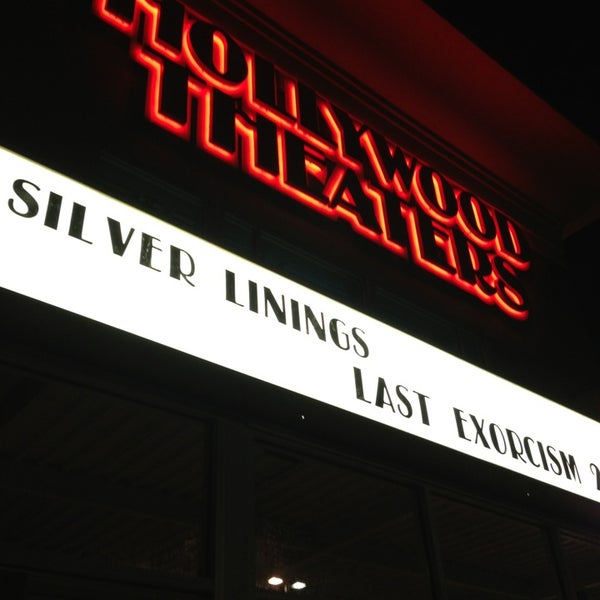 HOLLYWOOD
THEATERS
SILVER LININGS
LAST EXORCISM 2